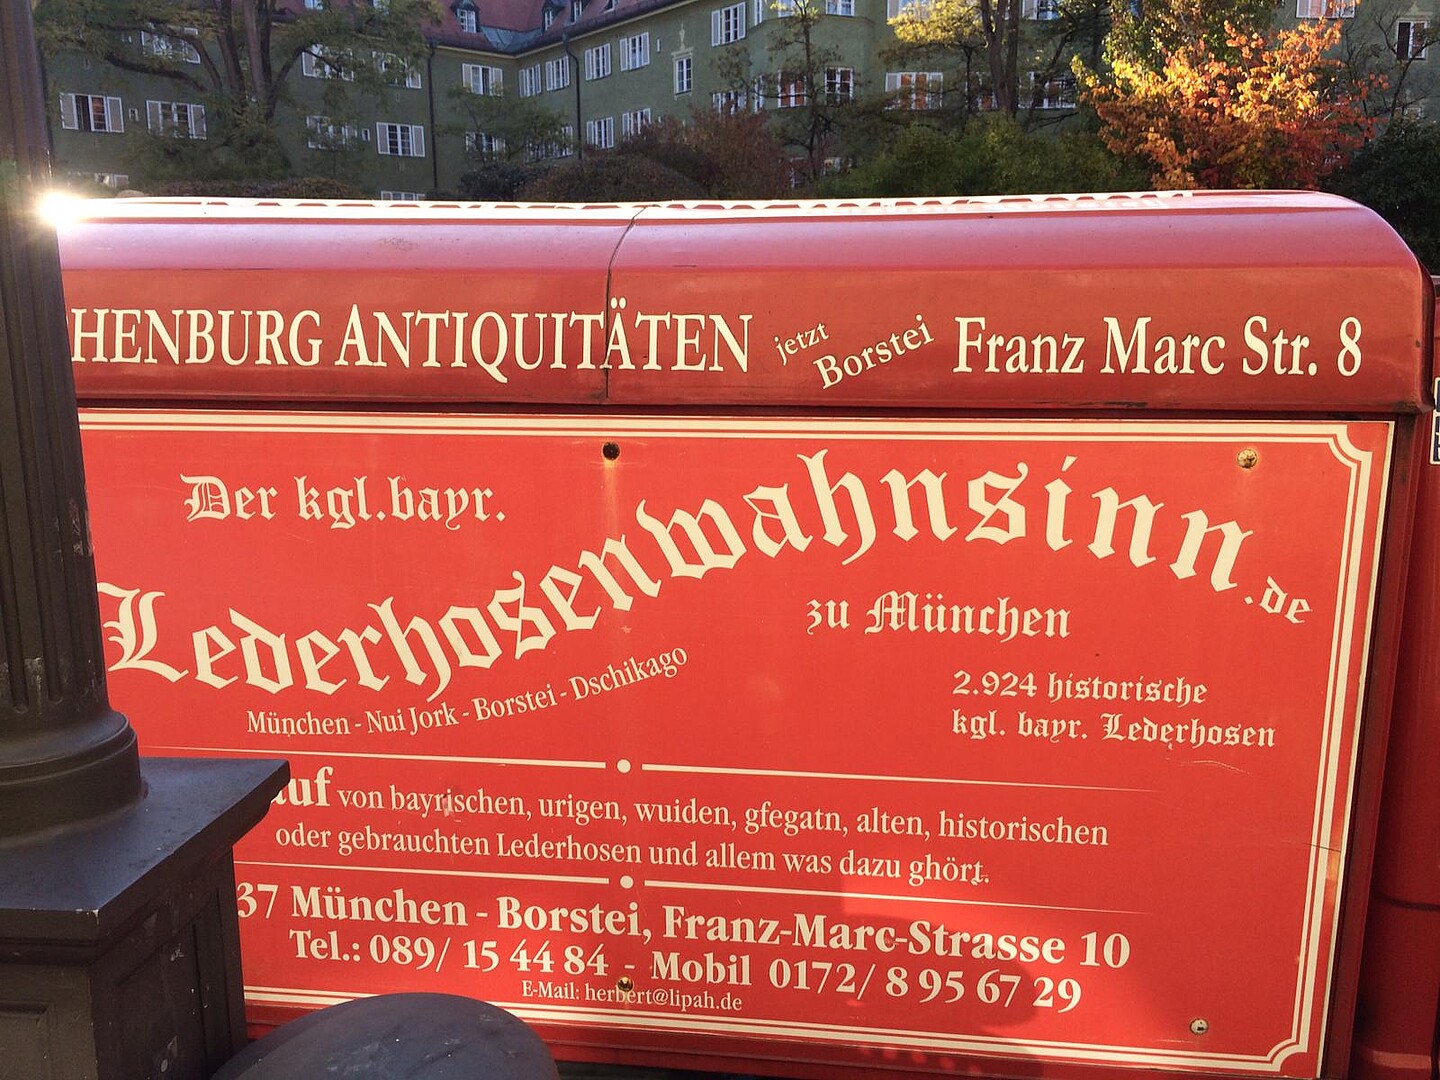 HENBURG ANTIQUITÄTEN jetzt Borstei Franz Marc Str. 8
Der kgl.bayr.
Lederhosenwahnsinn.de
zu München
München - Nui Jork - Borstei - Dschikago
2.924 historische
kgl. bayr. Lederhosen
auf von bayrischen, urigen, wuiden, gfegatn, alten, historischen
oder gebrauchten Lederhosen und allem was dazu ghört.
37 München - Borstei, Franz-Marc-Strasse 10
Tel.: 089/ 15 44 84 - Mobil 0172/ 8 95 67 29
E-Mail: herbert@lipah.de